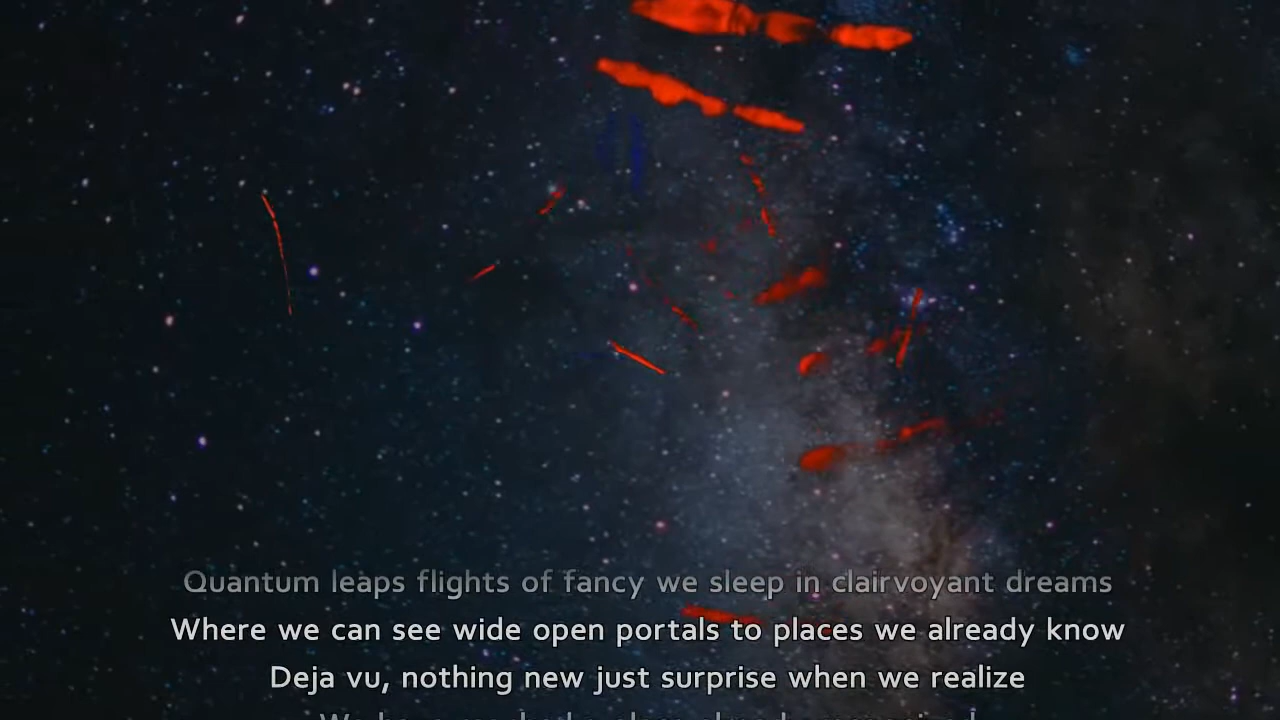 Quantum leaps flights of fancy we sleep in clairvoyant dreams
Where we can see wide open portals to places we already know
Deja vu, nothing new just surprise when we realize
We